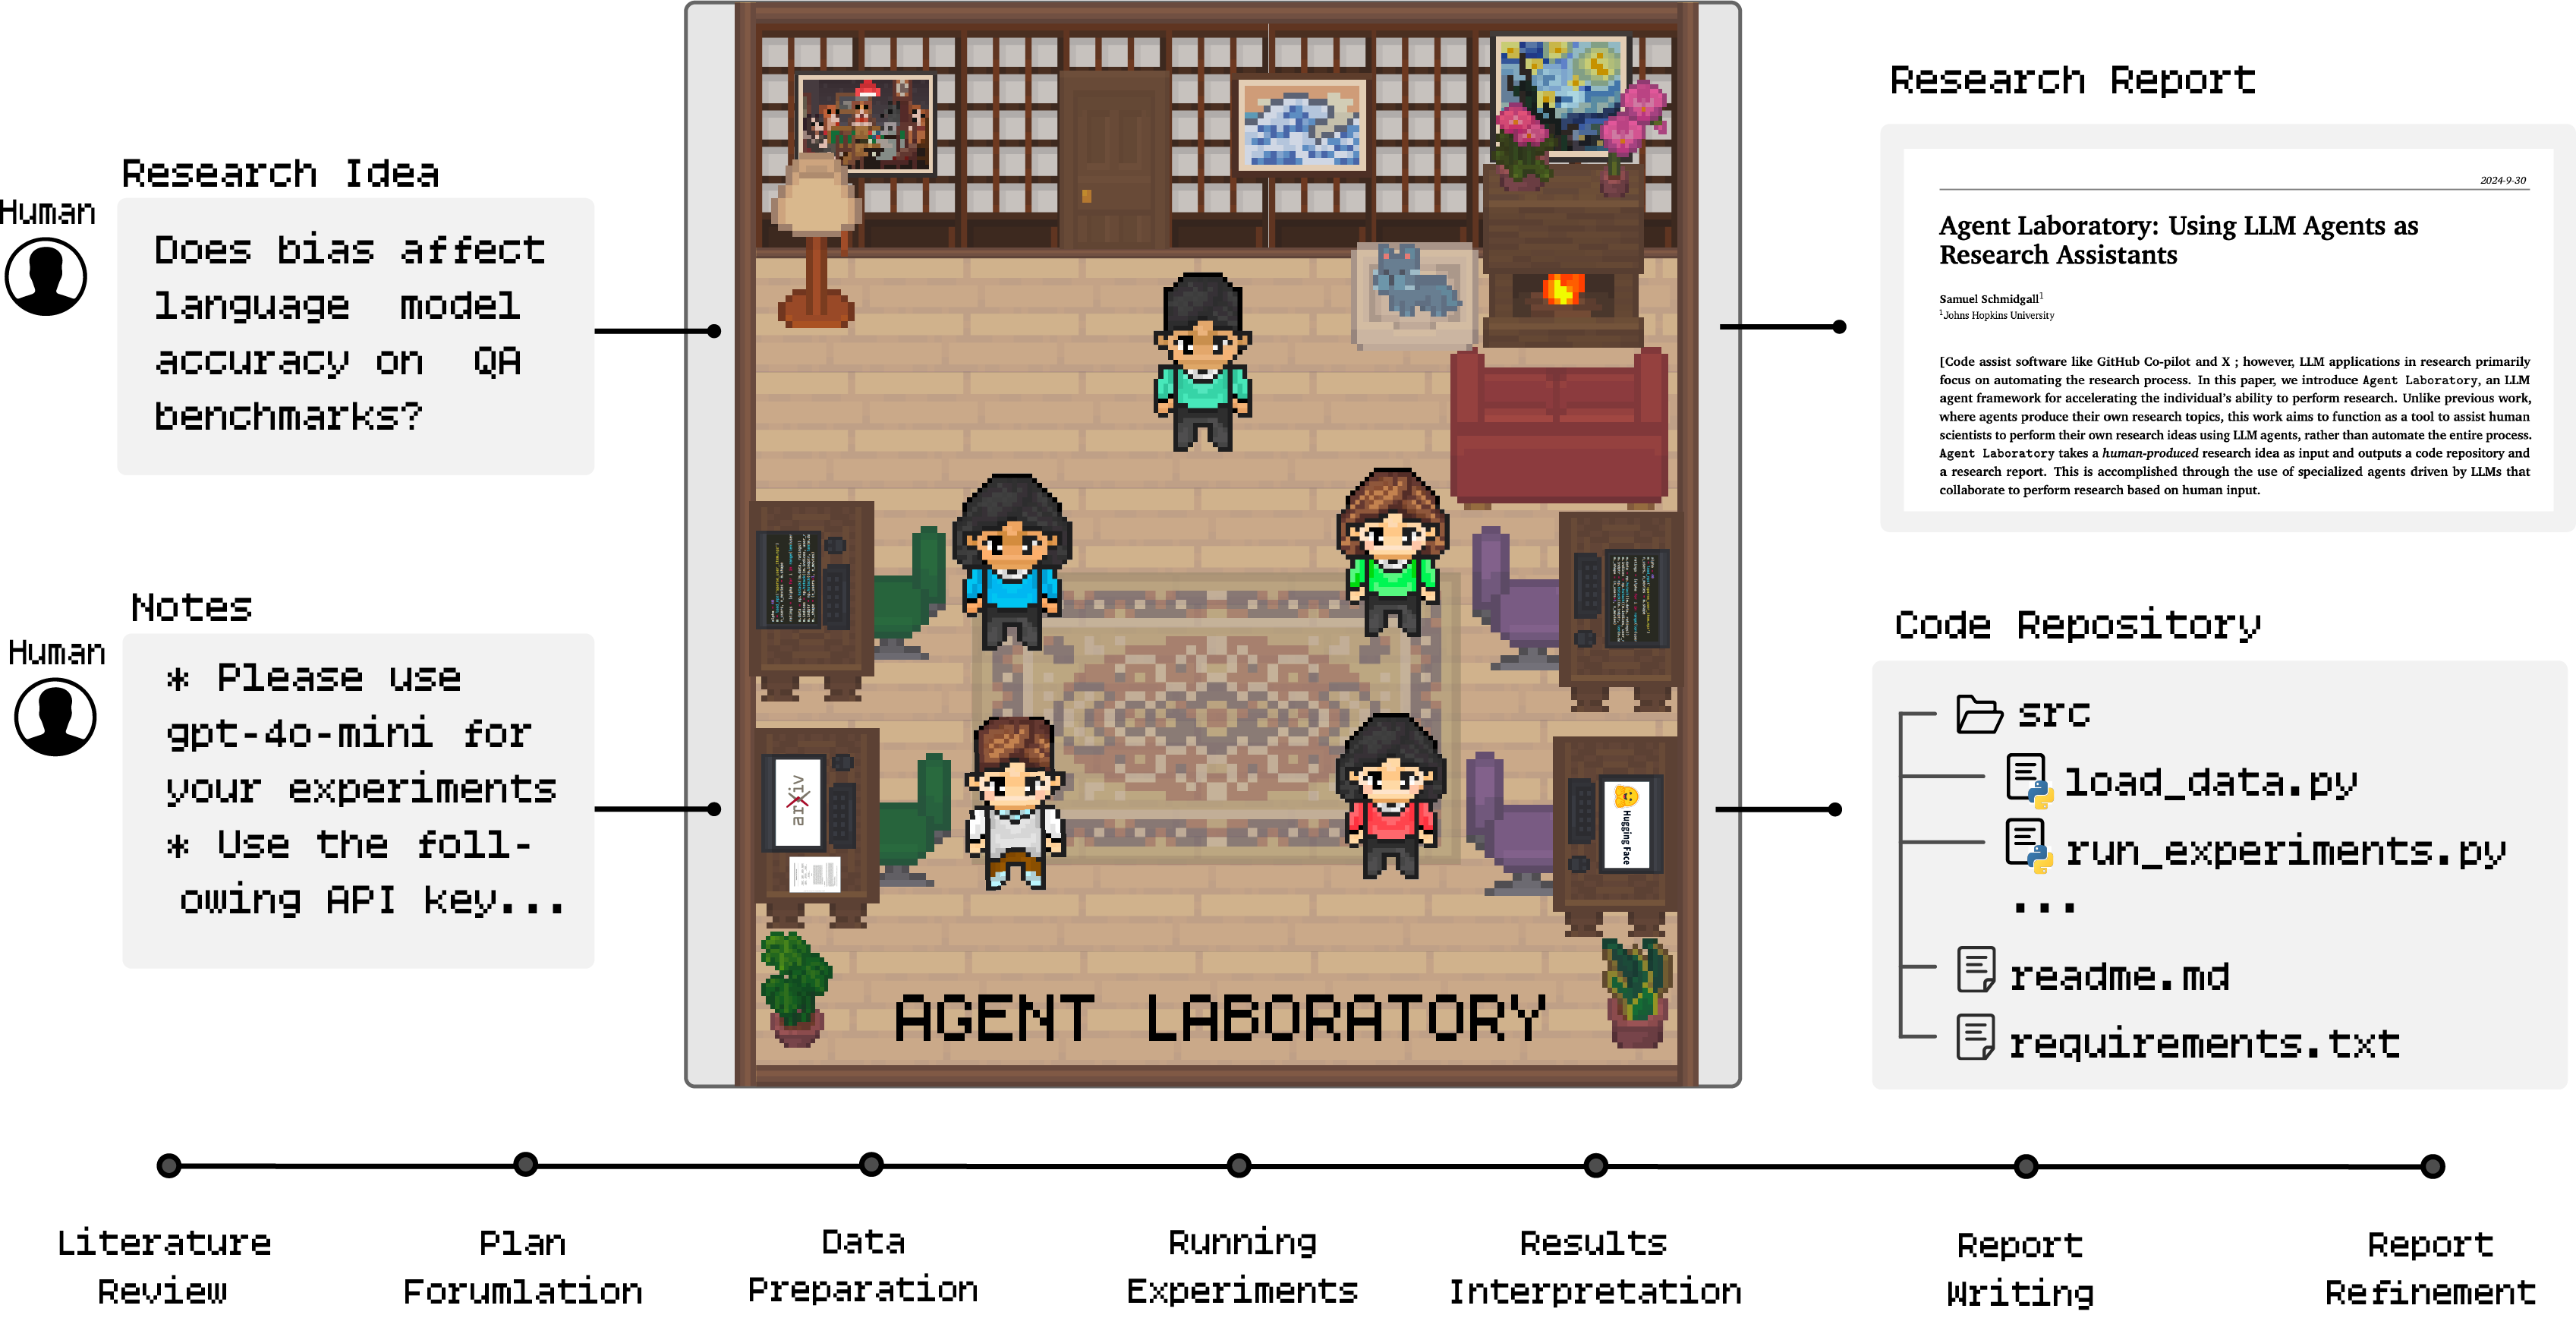 Research Idea
Human
Does bias affect
language model
accuracy on QA
benchmarks?
Notes
Human
* Please use
gpt-4o-mini for
your experiments
* Use the foll-
owing API key...
arXiv
Hugging Face
AGENT LABORATORY
Research Report
2024-9-30
Agent Laboratory: Using LLM Agents as
Research Assistants
Samuel Schmidgall1
1Johns Hopkins University
[Code assist software like GitHub Co-pilot and X ; however, LLM applications in research primarily
focus on automating the research process. In this paper, we introduce Agent Laboratory, an LLM
agent framework for accelerating the individual's ability to perform research. Unlike previous work,
where agents produce their own research topics, this work aims to function as a tool to assist human
scientists to perform their own research ideas using LLM agents, rather than automate the entire process.
Agent Laboratory takes a human-produced research idea as input and outputs a code repository and
a research report. This is accomplished through the use of specialized agents driven by LLMs that
collaborate to perform research based on human input.
Code Repository
src
load_data.py
run_experiments.py
...
readme.md
requirements.txt
Literature
Review
Plan
Forumlation
Data
Preparation
Running
Experiments
Results
Interpretation
Report
Writing
Report
Refinement